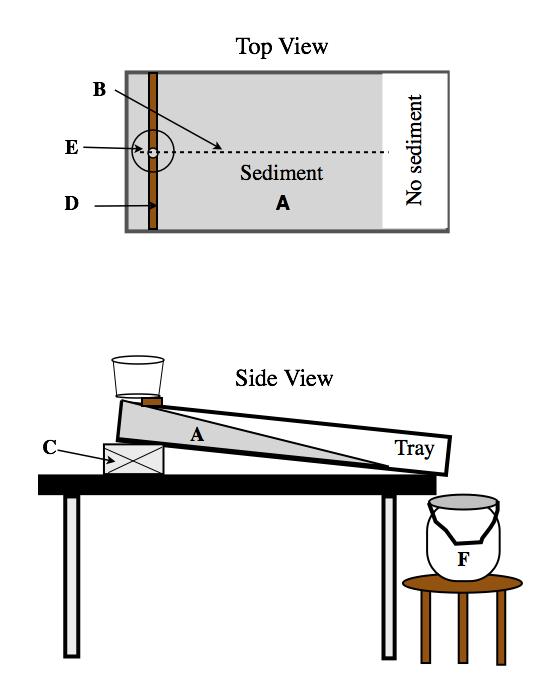 Top View
B
E
Sediment
D
A
No sediment
Side View
A
C
Tray
F